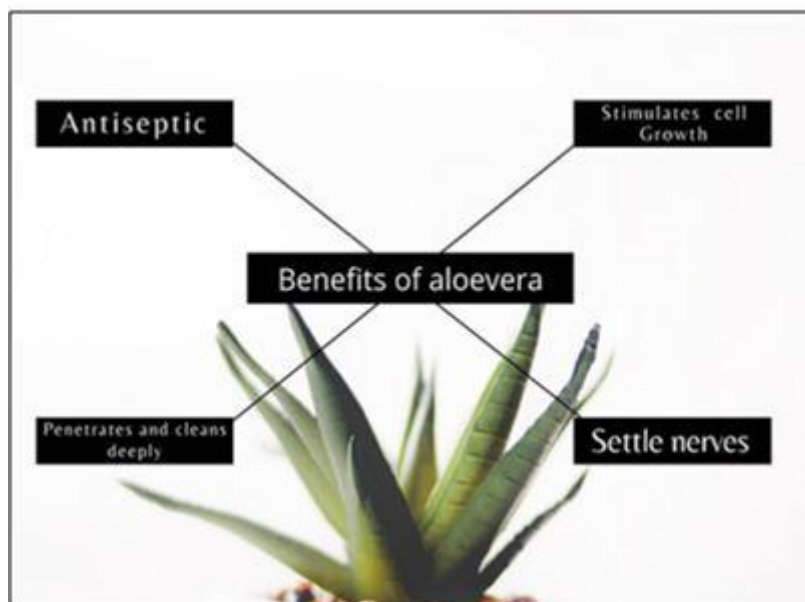 Antiseptic
Stimulates cell
Growth
Benefits of aloevera
Penetrates and cleans
deeply
Settle nerves